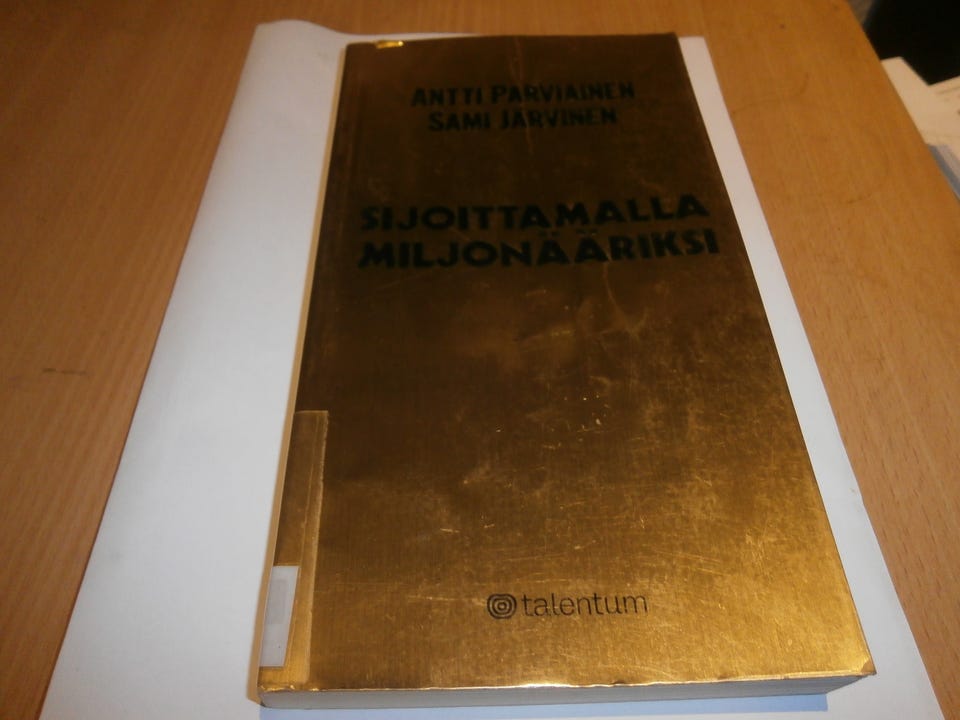 ANTTI PARVIAINEN
SAMI JÄRVINEN
SIJOITTAMALLA
MILJONÄÄRIKSI
talentum